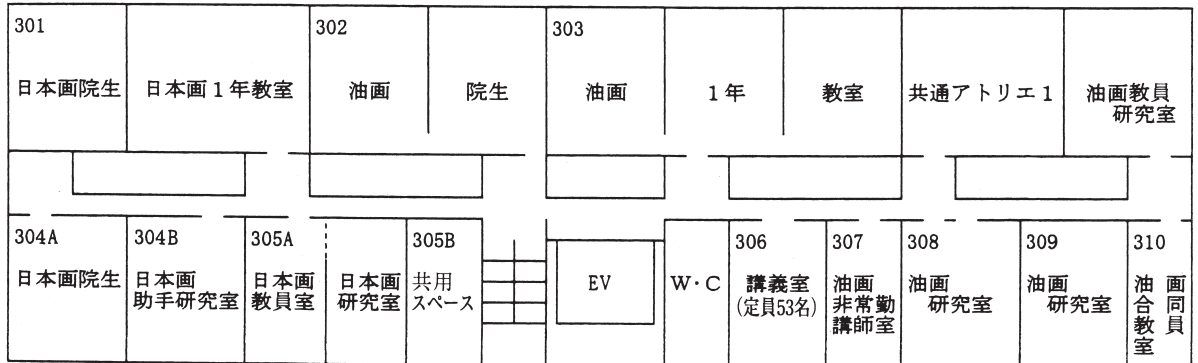 301
日本画院生
日本画1年教室
302
油画
院生
303
油画
1年
教室
共通アトリエ1
油画教員
研究室
304A
日本画院生
304B
日本画
助手研究室
305A
日本画
教員室
日本画
研究室
305B
共用
スペース
EV
W・C
306
講義室
(定員53名)
307
油画
非常勤
講師室
308
油画
研究室
309
油画
研究室
310
油画
合同
教員
室